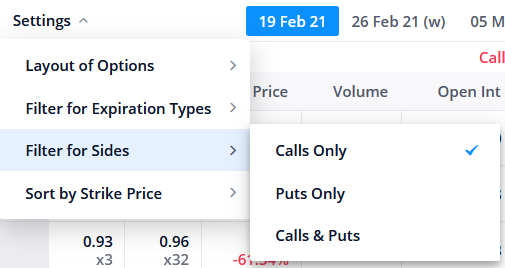 Settings
19 Feb 21 26 Feb 21 (w) 05 M
Call
Price Volume Open Int
Layout of Options
Filter for Expiration Types
Filter for Sides
Sort by Strike Price
Calls Only
Puts Only
Calls & Puts
0.93 0.96
x3 x32